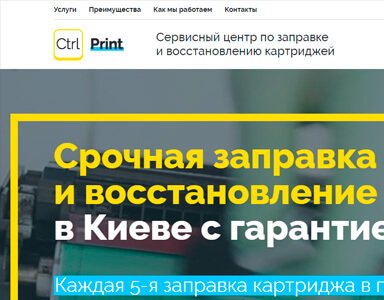 Услуги Преимущества Как мы работаем Контакты
Ctrl Print
Сервисный центр по заправке
и восстановлению картриджей
Срочная заправка
и восстановление
в Киеве с гарантие
Каждая 5-я заправка картриджа в п